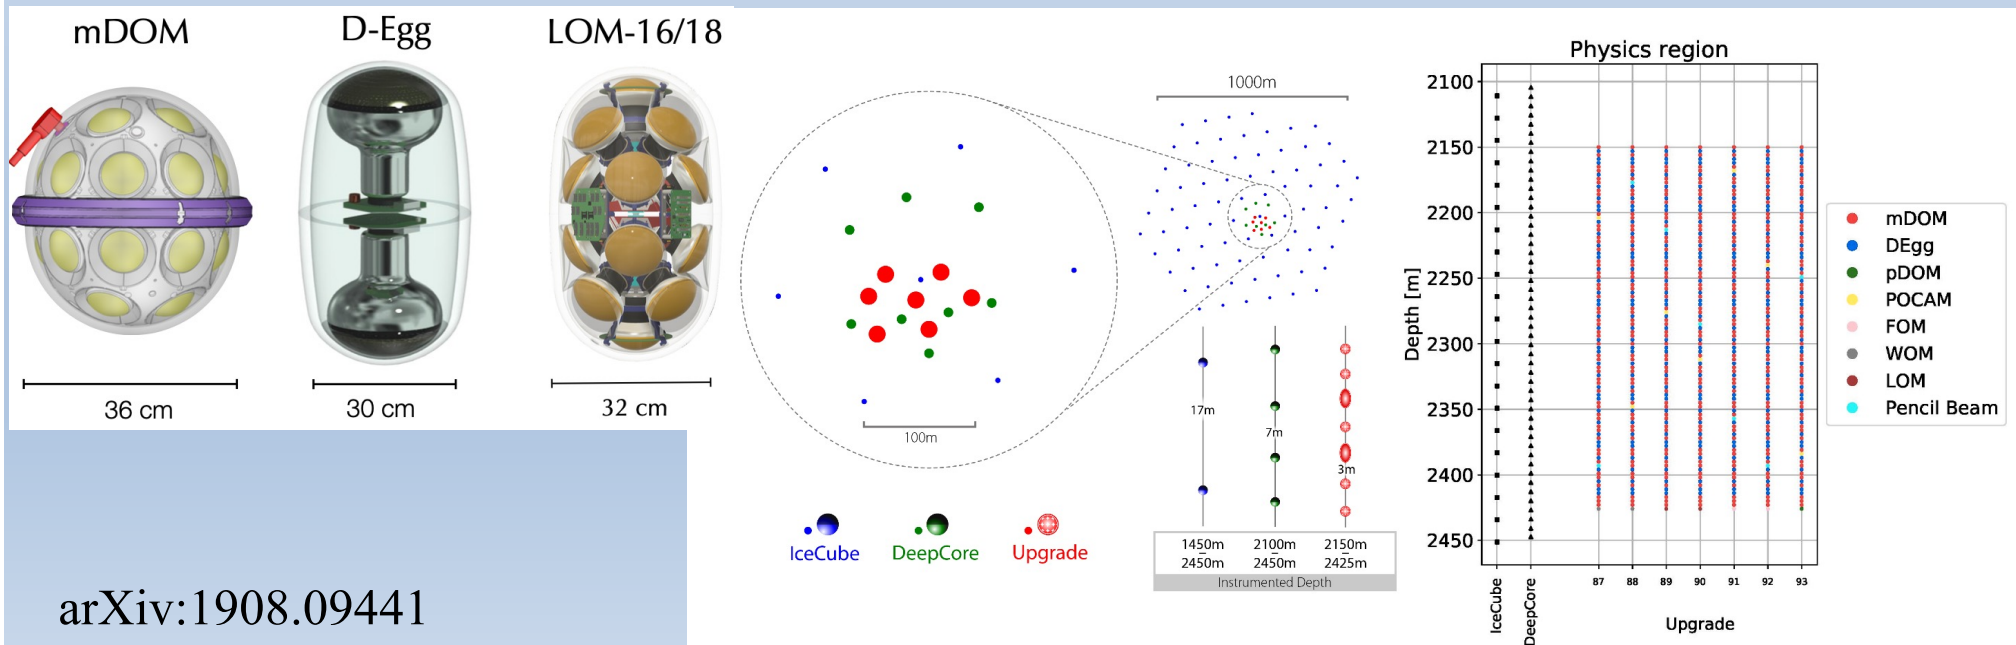 mDOM
D-Egg
LOM-16/18
36 cm
30 cm
32 cm
arXiv:1908.09441
100m
IceCube
DeepCore
Upgrade
1000m
17m
7m
3m
1450m
–
2450m
2100m
–
2450m
2150m
–
2425m
Instrumented Depth
Physics region
Depth [m]
2100
2150
2200
2250
2300
2350
2400
2450
IceCube
DeepCore
87
88
89
90
91
92
93
Upgrade
mDOM
DEgg
pDOM
POCAM
FOM
WOM
LOM
Pencil Beam